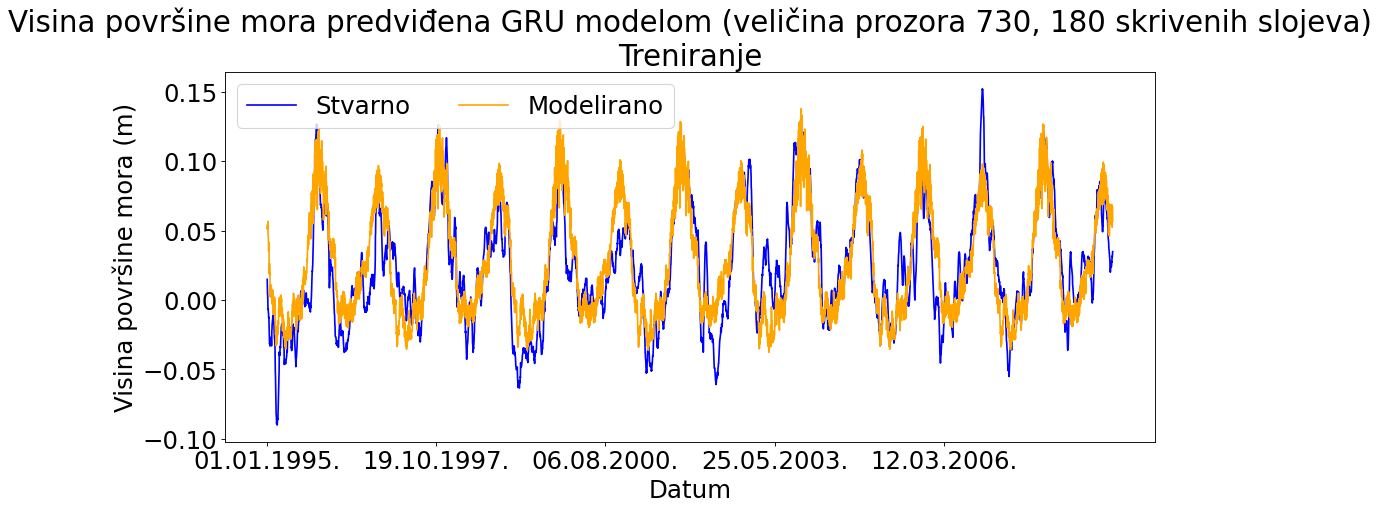 Visina površine mora predviđena GRU modelom (veličina prozora 730, 180 skrivenih slojeva)
Treniranje
Stvarno
Modelirano
Visina površine mora (m)
0.15
0.10
0.05
0.00
−0.05
−0.10
01.01.1995.
19.10.1997.
06.08.2000.
25.05.2003.
12.03.2006.
Datum